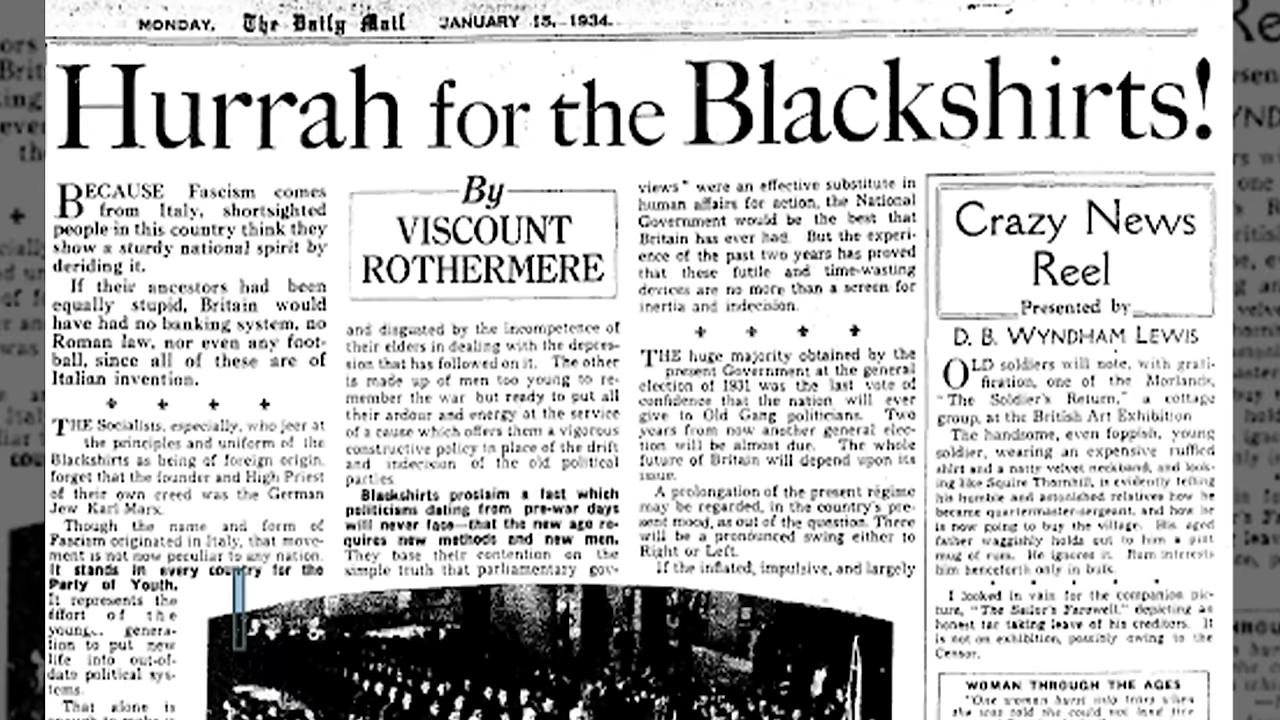 MONDAY, The Daily Mail JANUARY 15, 1934.
Hurrah for the Blackshirts!
BECAUSE Fascism comes
from Italy, shortsighted
people in this country think they
show a sturdy national spirit by
deriding it.
If their ancestors had been
equally stupid, Britain would
have had no banking system, no
Roman law, nor even any foot-
ball, since all of these are of
Italian invention.
THE Socialists, especially, who jeer at
the principles and uniform of the
Blackshirts as being of foreign origin,
forget that the founder and High Priest
of their own creed was the German
Jew Karl Marx.
Though the name and form of
Fascism originated in Italy, that move-
ment is not now peculiar to any nation.
It stands in every country for the
Party of Youth.
It represents the
effort of the
young generation
tion to put new
life into out-of-
date political sys-
tems.
That alone is
enough to make it
By
VISCOUNT
ROTHERMERE
and disgusted by the incompetence of
their elders in dealing with the depres-
sion that has followed on it. The other
is made up of men too young to re-
member the war but ready to put all
their ardour and energy at the service
of a cause which offers them a vigorous
constructive policy in place of the drift
and indecision of the old political
parties.
Blackshirts proclaim a fact which
politicians dating from pre-war days
will never face—that the new age re-
quires new methods and new men.
They base their contention on the
simple truth that parliamentary gov-
views" were an effective substitute in
human affairs for action, the National
Government would be the best that
Britain has ever had. But the experi-
ence of the past two years has proved
that these futile and time-wasting
devices are no more than a screen for
inertia and indecision.
THE huge majority obtained by the
present Government at the general
election of 1931 was the last vote of
confidence that the nation will ever
give to Old Gang politicians. Two
years from now another general elec-
tion will be almost due. The whole
future of Britain will depend upon its
issue.
A prolongation of the present régime
may be regarded, in the country's pre-
sent mood, as out of the question. There
will be a pronounced swing either to
Right or Left.
If the inflated, impulsive, and largely
Crazy News
Reel
Presented by
D. B. WYNDHAM LEWIS
OLD soldiers will note, with grati-
fication, one of the Morlands,
"The Soldier's Return," a cottage
group, at the British Art Exhibition
The handsome, even foppish, young
soldier, wearing an expensive ruffled
shirt and a natty velvet neckband, and look-
ing like Squire Thornhill, is evidently telling
his humble and astonished relatives how he
became quartermaster-sergeant, and how he
is now going to buy the village. His aged
father waggishly holds out to him a pint
mug of rum. He ignores it. Rum interests
him henceforth only in bulk.
I looked in vain for the companion pic-
ture, "The Sailor's Farewell," depicting an
honest tar taking leave of his creditors. It
is not on exhibition, possibly owing to the
Censor.
WOMAN THROUGH THE AGES
"One woman burst into tears when
she was told she could not